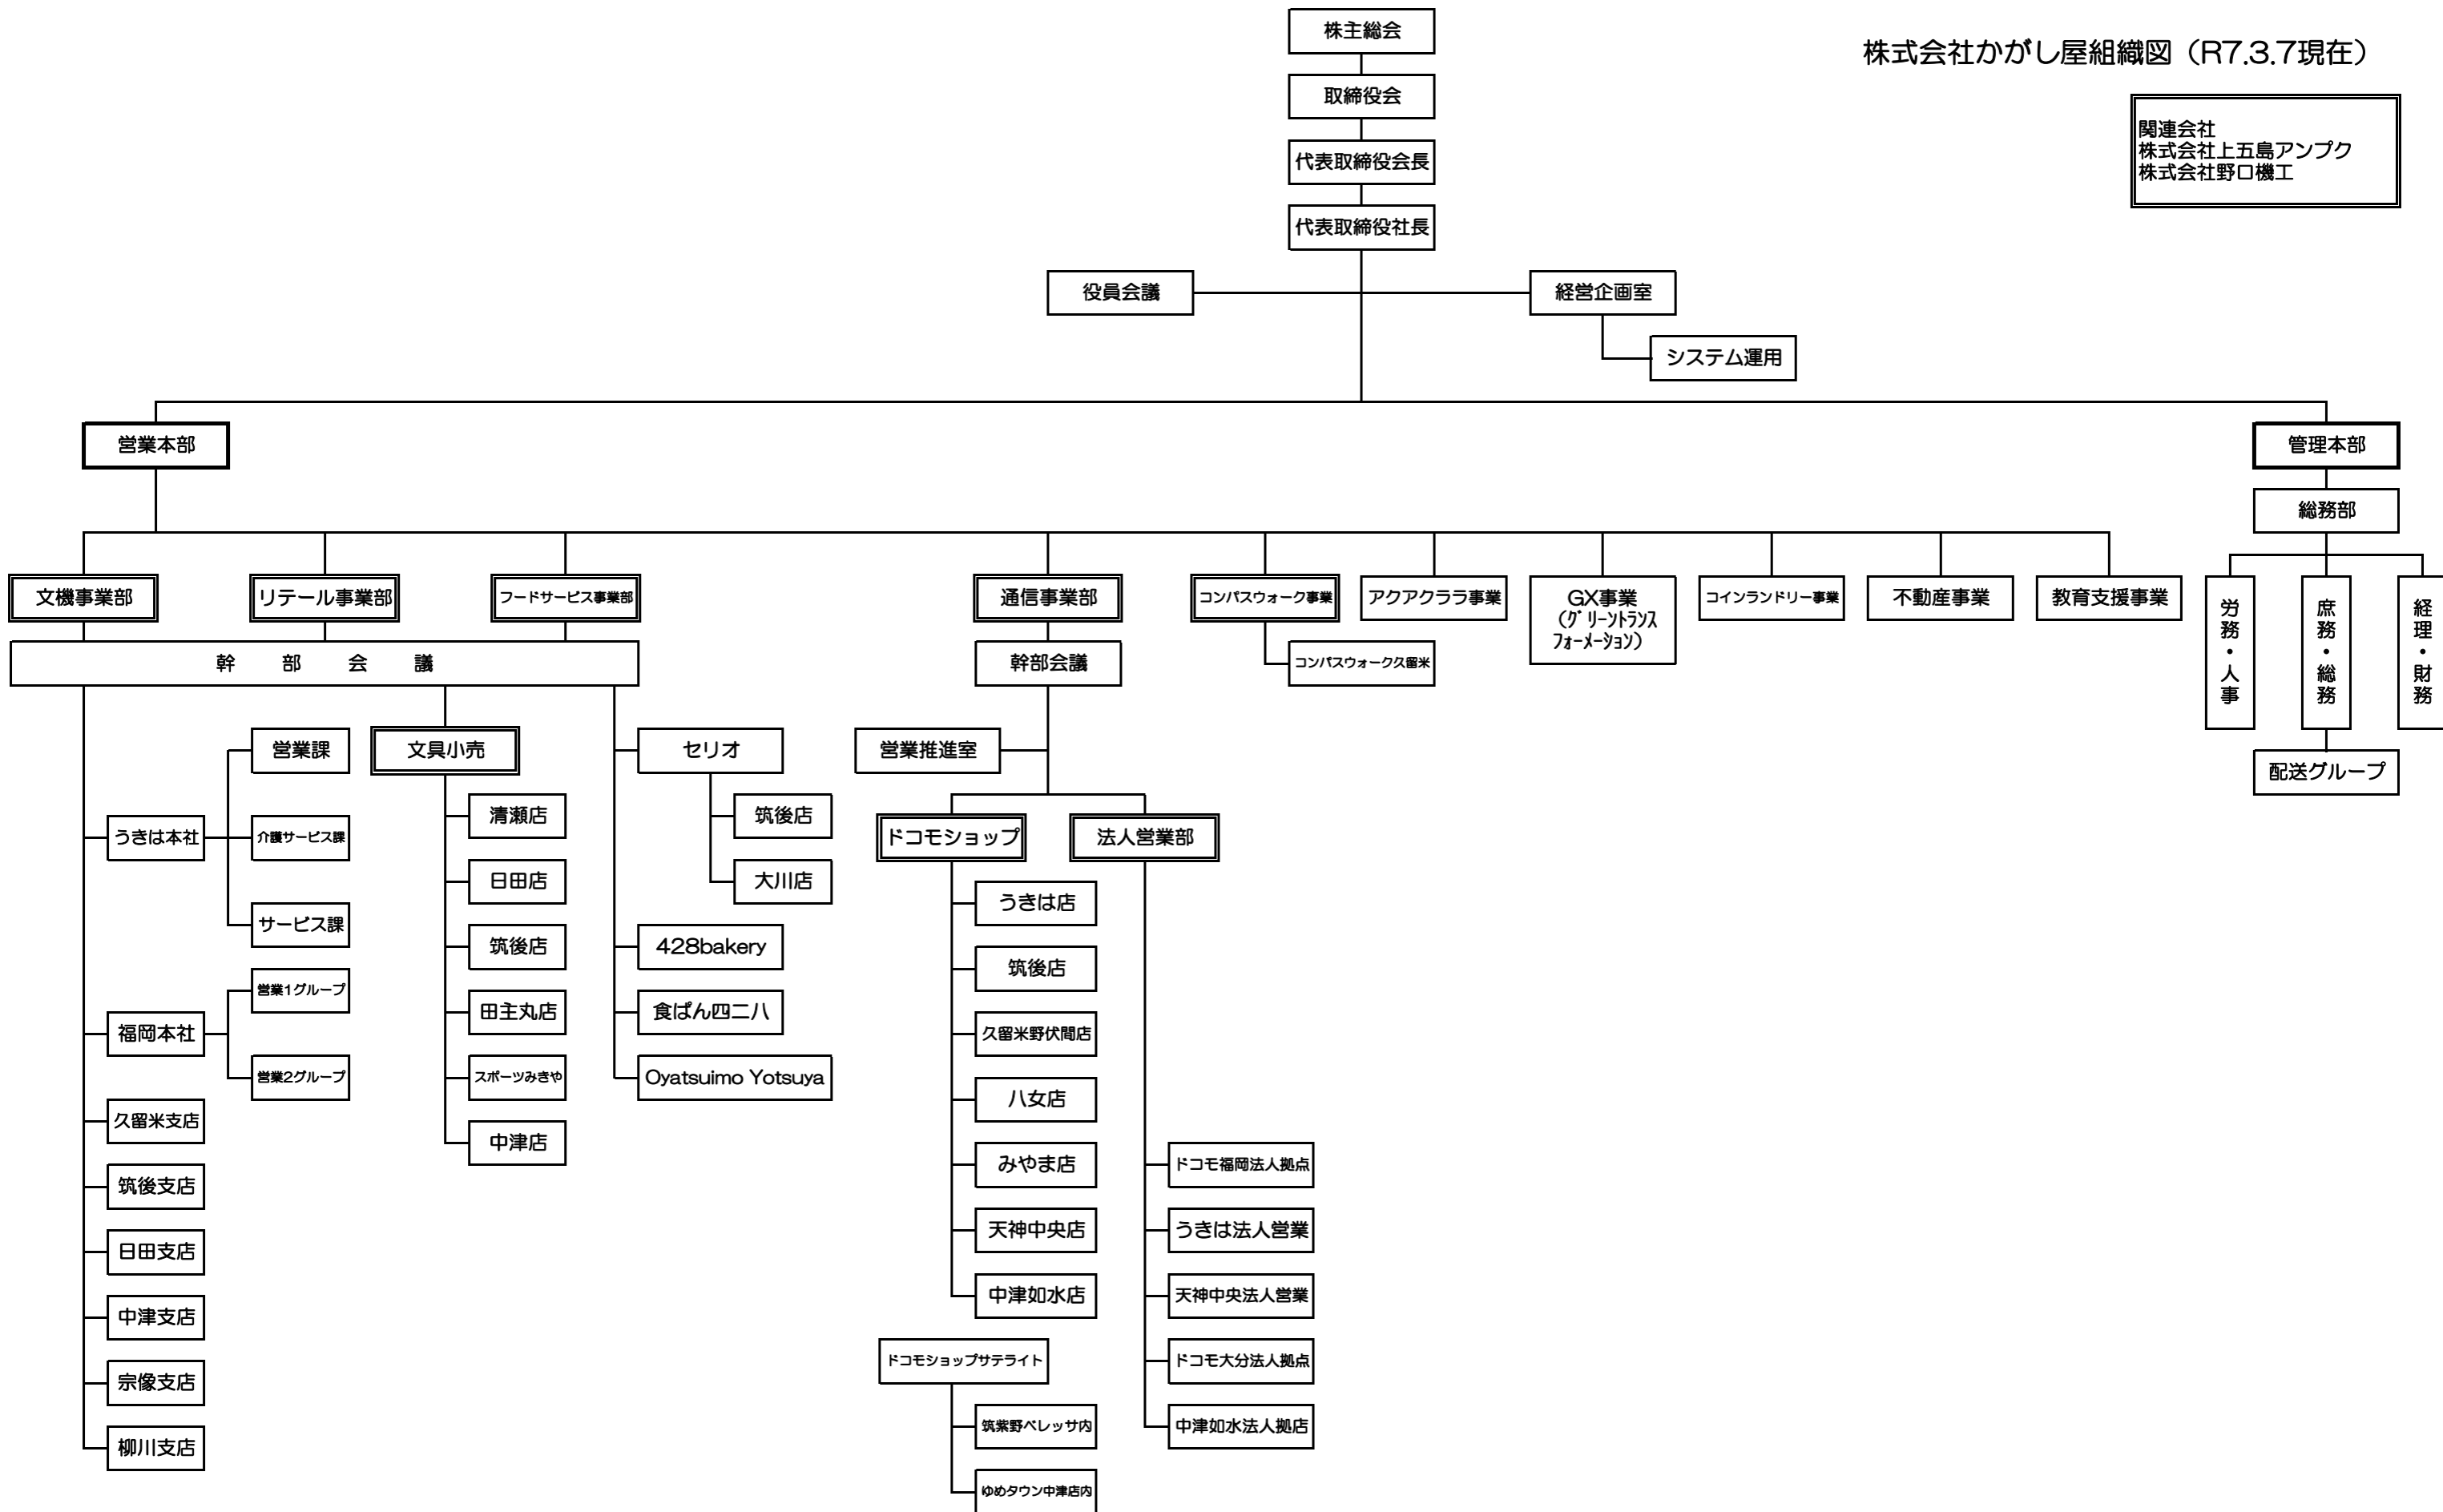 株主総会
株式会社かがし屋組織図（R7.3.7現在）
取締役会
関連会社
株式会社上五島アンプク
株式会社野口機工
代表取締役会長
代表取締役社長
役員会議
経営企画室
システム運用
営業本部
管理本部
総務部
文機事業部
リテール事業部
フードサービス事業部
通信事業部
コンパスウォーク事業
アクアクララ事業
GX事業
（ｸﾞﾘｰﾝﾄﾗﾝｽ
ﾌｫｰﾒｰｼｮﾝ）
コインランドリー事業
不動産事業
教育支援事業
労務・人事
庶務・総務
経理・財務
幹部会議
幹部会議
コンパスウォーク久留米
配送グループ
うきは本社
営業課
介護サービス課
サービス課
福岡本社
営業1グループ
営業2グループ
久留米支店
筑後支店
日田支店
中津支店
宗像支店
柳川支店
文具小売
清瀬店
日田店
筑後店
田主丸店
スポーツみきや
中津店
セリオ
筑後店
大川店
428bakery
食ぱん四二八
Oyatsuimo Yotsuya
営業推進室
ドコモショップ
うきは店
筑後店
久留米野伏間店
八女店
みやま店
天神中央店
中津如水店
ドコモショップサテライト
筑紫野ベレッサ内
ゆめタウン中津店内
法人営業部
ドコモ福岡法人拠点
うきは法人営業
天神中央法人営業
ドコモ大分法人拠点
中津如水法人拠店